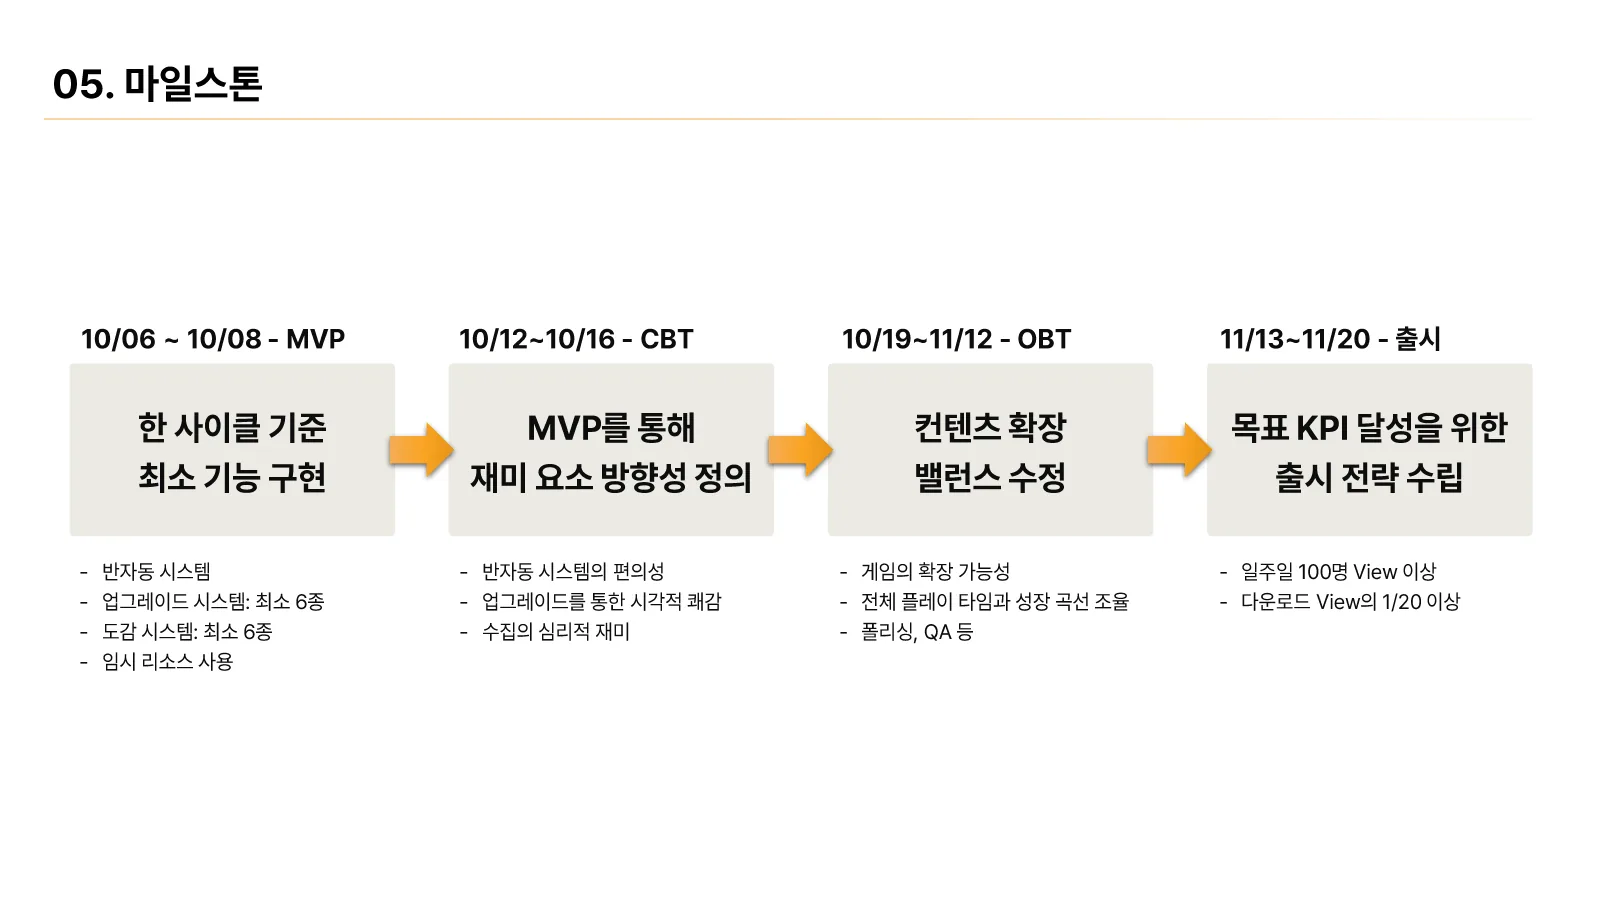 05. 마일스톤
10/06 ~ 10/08 - MVP
한 사이클 기준
최소 기능 구현
- 반자동 시스템
- 업그레이드 시스템: 최소 6종
- 도감 시스템: 최소 6종
- 임시 리소스 사용
10/12~10/16 - CBT
MVP를 통해
재미 요소 방향성 정의
- 반자동 시스템의 편의성
- 업그레이드를 통한 시각적 쾌감
- 수집의 심리적 재미
10/19~11/12 - OBT
컨텐츠 확장
밸런스 수정
- 게임의 확장 가능성
- 전체 플레이 타임과 성장 곡선 조율
- 폴리싱, QA 등
11/13~11/20 - 출시
목표 KPI 달성을 위한
출시 전략 수립
- 일주일 100명 View 이상
- 다운로드 View의 1/20 이상